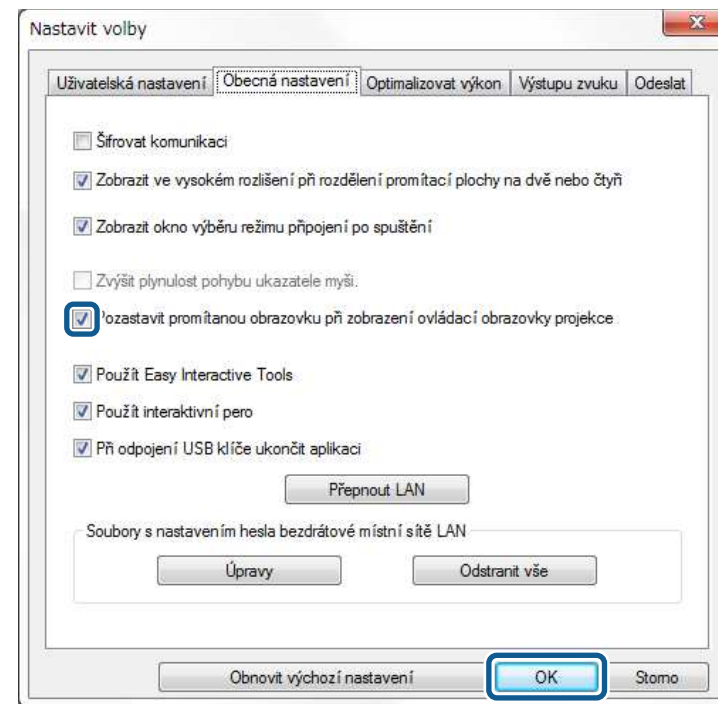 Nastavit volby
Uživatelská nastavení Obecná nastavení Optimalizovat výkon Výstupu zvuku Odeslat
Šifrovat komunikaci
Zobrazit ve vysokém rozlišení při rozdělení promítací plochy na dvě nebo čtyři
Zobrazit okno výběru režimu připojení po spuštění
Zvýšit plynulost pohybu ukazatele myši.
Pozastavit promítanou obrazovku při zobrazení ovládací obrazovky projekce
Použít Easy Interactive Tools
Použít interaktivní pero
Při odpojení USB klíče ukončit aplikaci
Přepnout LAN
Soubory s nastavením hesla bezdrátové místní sítě LAN
Úpravy Odstranit vše
Obnovit výchozí nastavení OK Storno